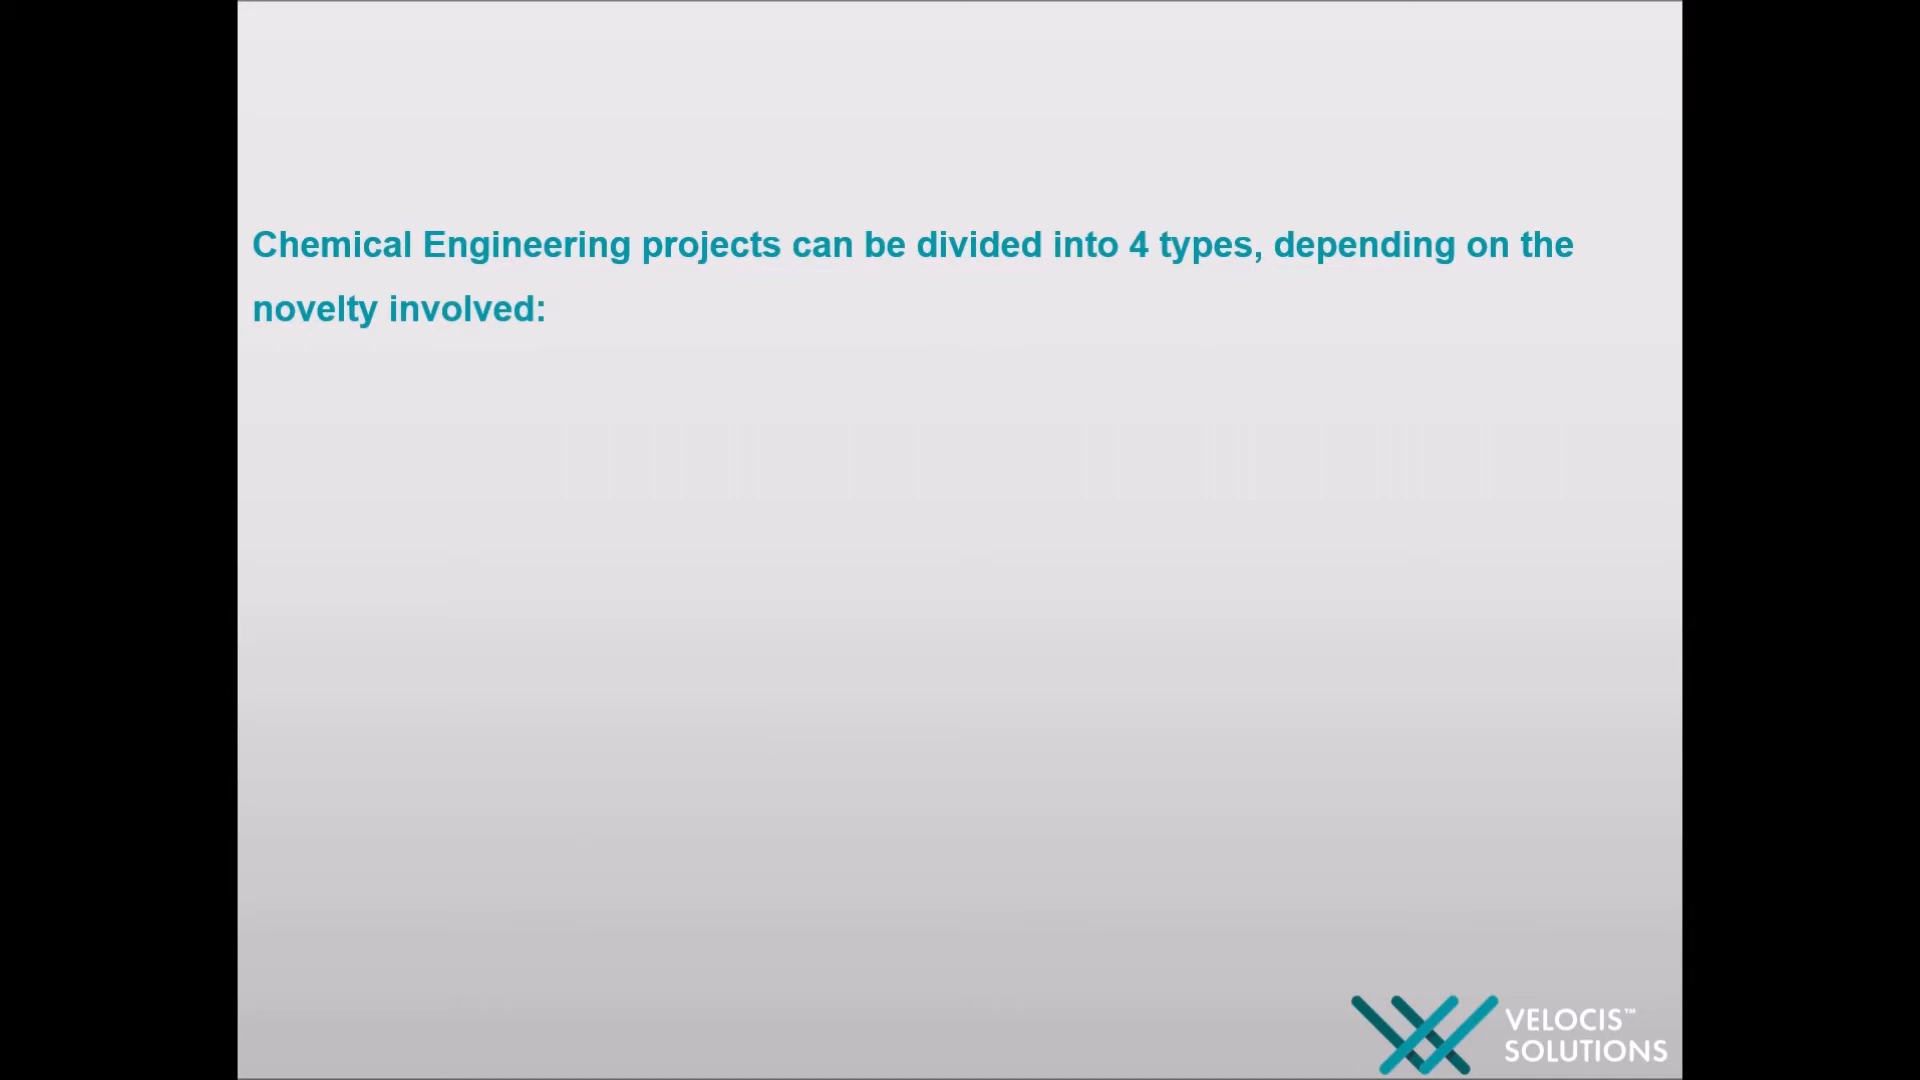 Chemical Engineering projects can be divided into 4 types, depending on the
novelty involved:
VELOCIS™
SOLUTIONS